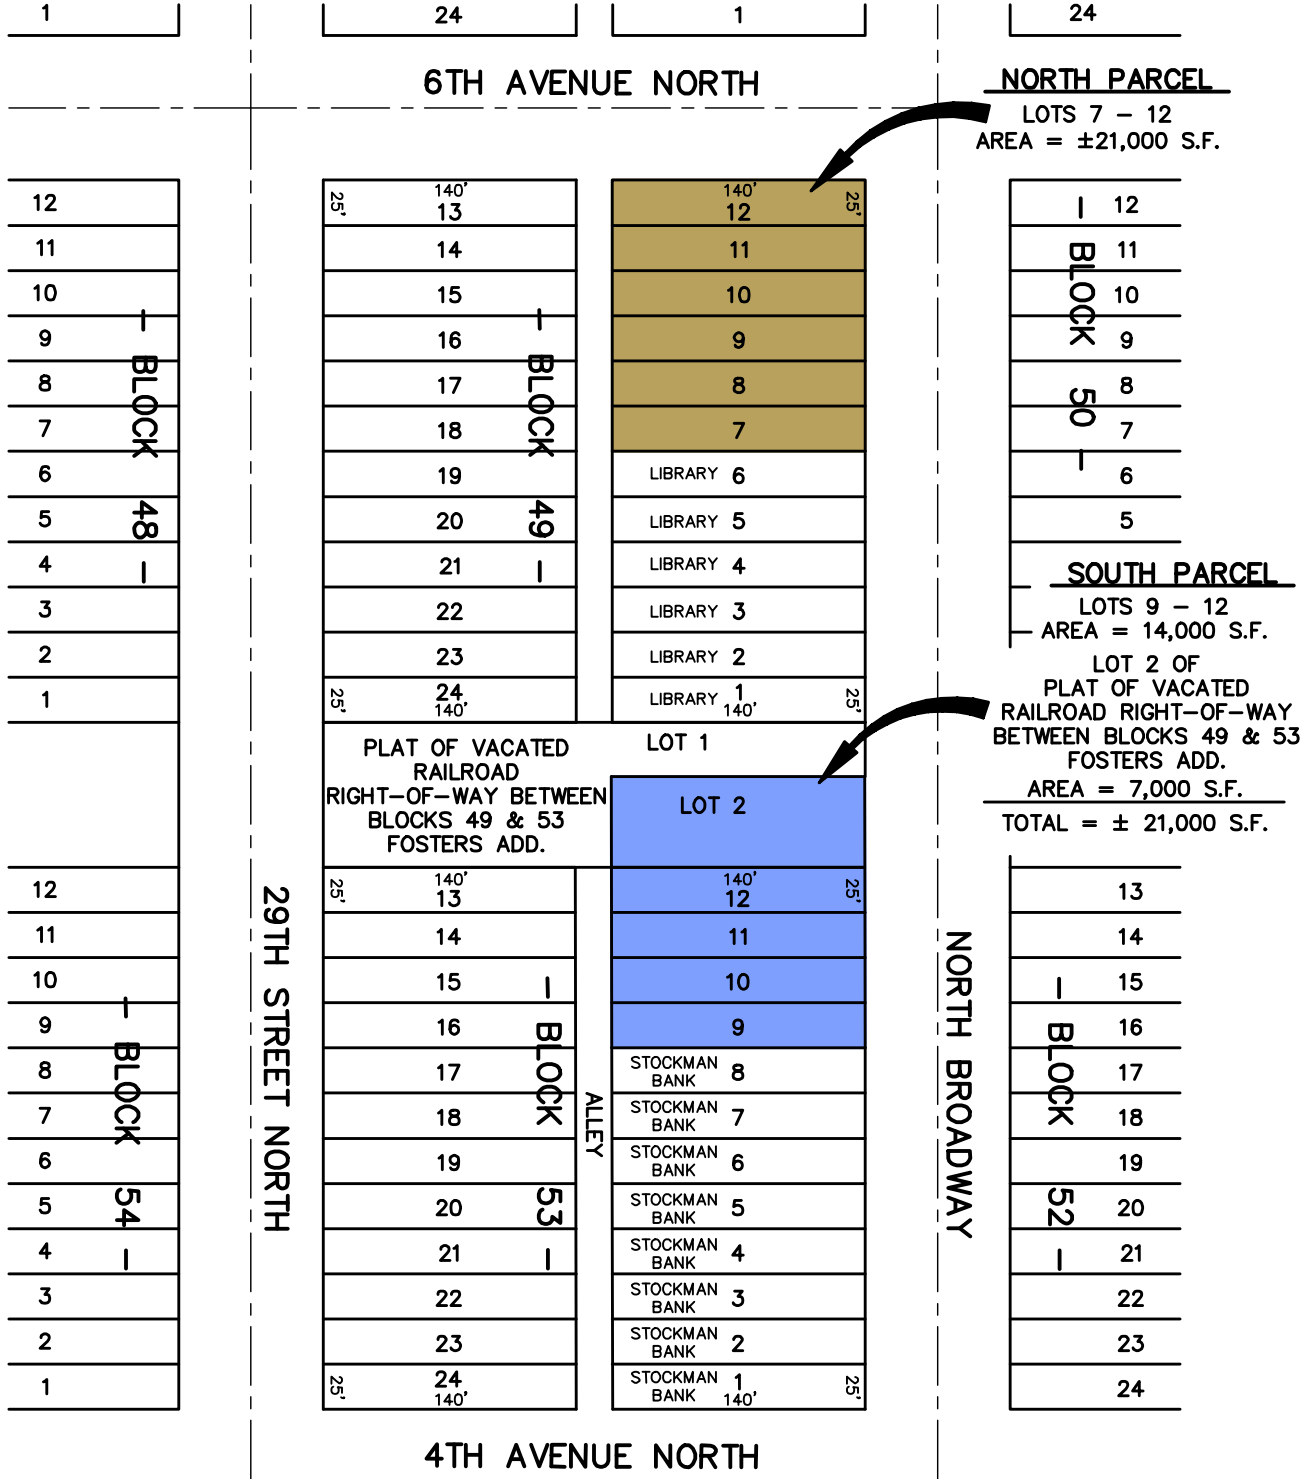 1
24
1
24
6TH AVENUE NORTH
NORTH PARCEL
LOTS 7 – 12
AREA = ±21,000 S.F.
12
11
10
9
8
7
6
5
4
3
2
1
– BLOCK 48 –
25'
140'
13
14
15
16
17
18
19
20
21
22
23
24
140'
25'
– BLOCK 49 –
140'
25'
12
11
10
9
8
7
LIBRARY 6
LIBRARY 5
LIBRARY 4
LIBRARY 3
LIBRARY 2
LIBRARY 1
140'
25'
12
11
10
9
8
7
6
5
– BLOCK 50 –
SOUTH PARCEL
LOTS 9 – 12
AREA = 14,000 S.F.
LOT 2 OF
PLAT OF VACATED
RAILROAD RIGHT-OF-WAY
BETWEEN BLOCKS 49 & 53
FOSTERS ADD.
AREA = 7,000 S.F.
TOTAL = ± 21,000 S.F.
PLAT OF VACATED
RAILROAD
RIGHT-OF-WAY BETWEEN
BLOCKS 49 & 53
FOSTERS ADD.
LOT 1
LOT 2
12
11
10
9
8
7
6
5
4
3
2
1
– BLOCK 54 –
29TH STREET NORTH
25'
140'
13
14
15
16
17
18
19
20
21
22
23
24
140'
25'
– BLOCK 53 –
ALLEY
140'
25'
12
11
10
9
STOCKMAN
BANK 8
STOCKMAN
BANK 7
STOCKMAN
BANK 6
STOCKMAN
BANK 5
STOCKMAN
BANK 4
STOCKMAN
BANK 3
STOCKMAN
BANK 2
STOCKMAN
BANK 1
140'
25'
NORTH BROADWAY
13
14
15
16
17
18
19
20
21
22
23
24
– BLOCK 52 –
4TH AVENUE NORTH